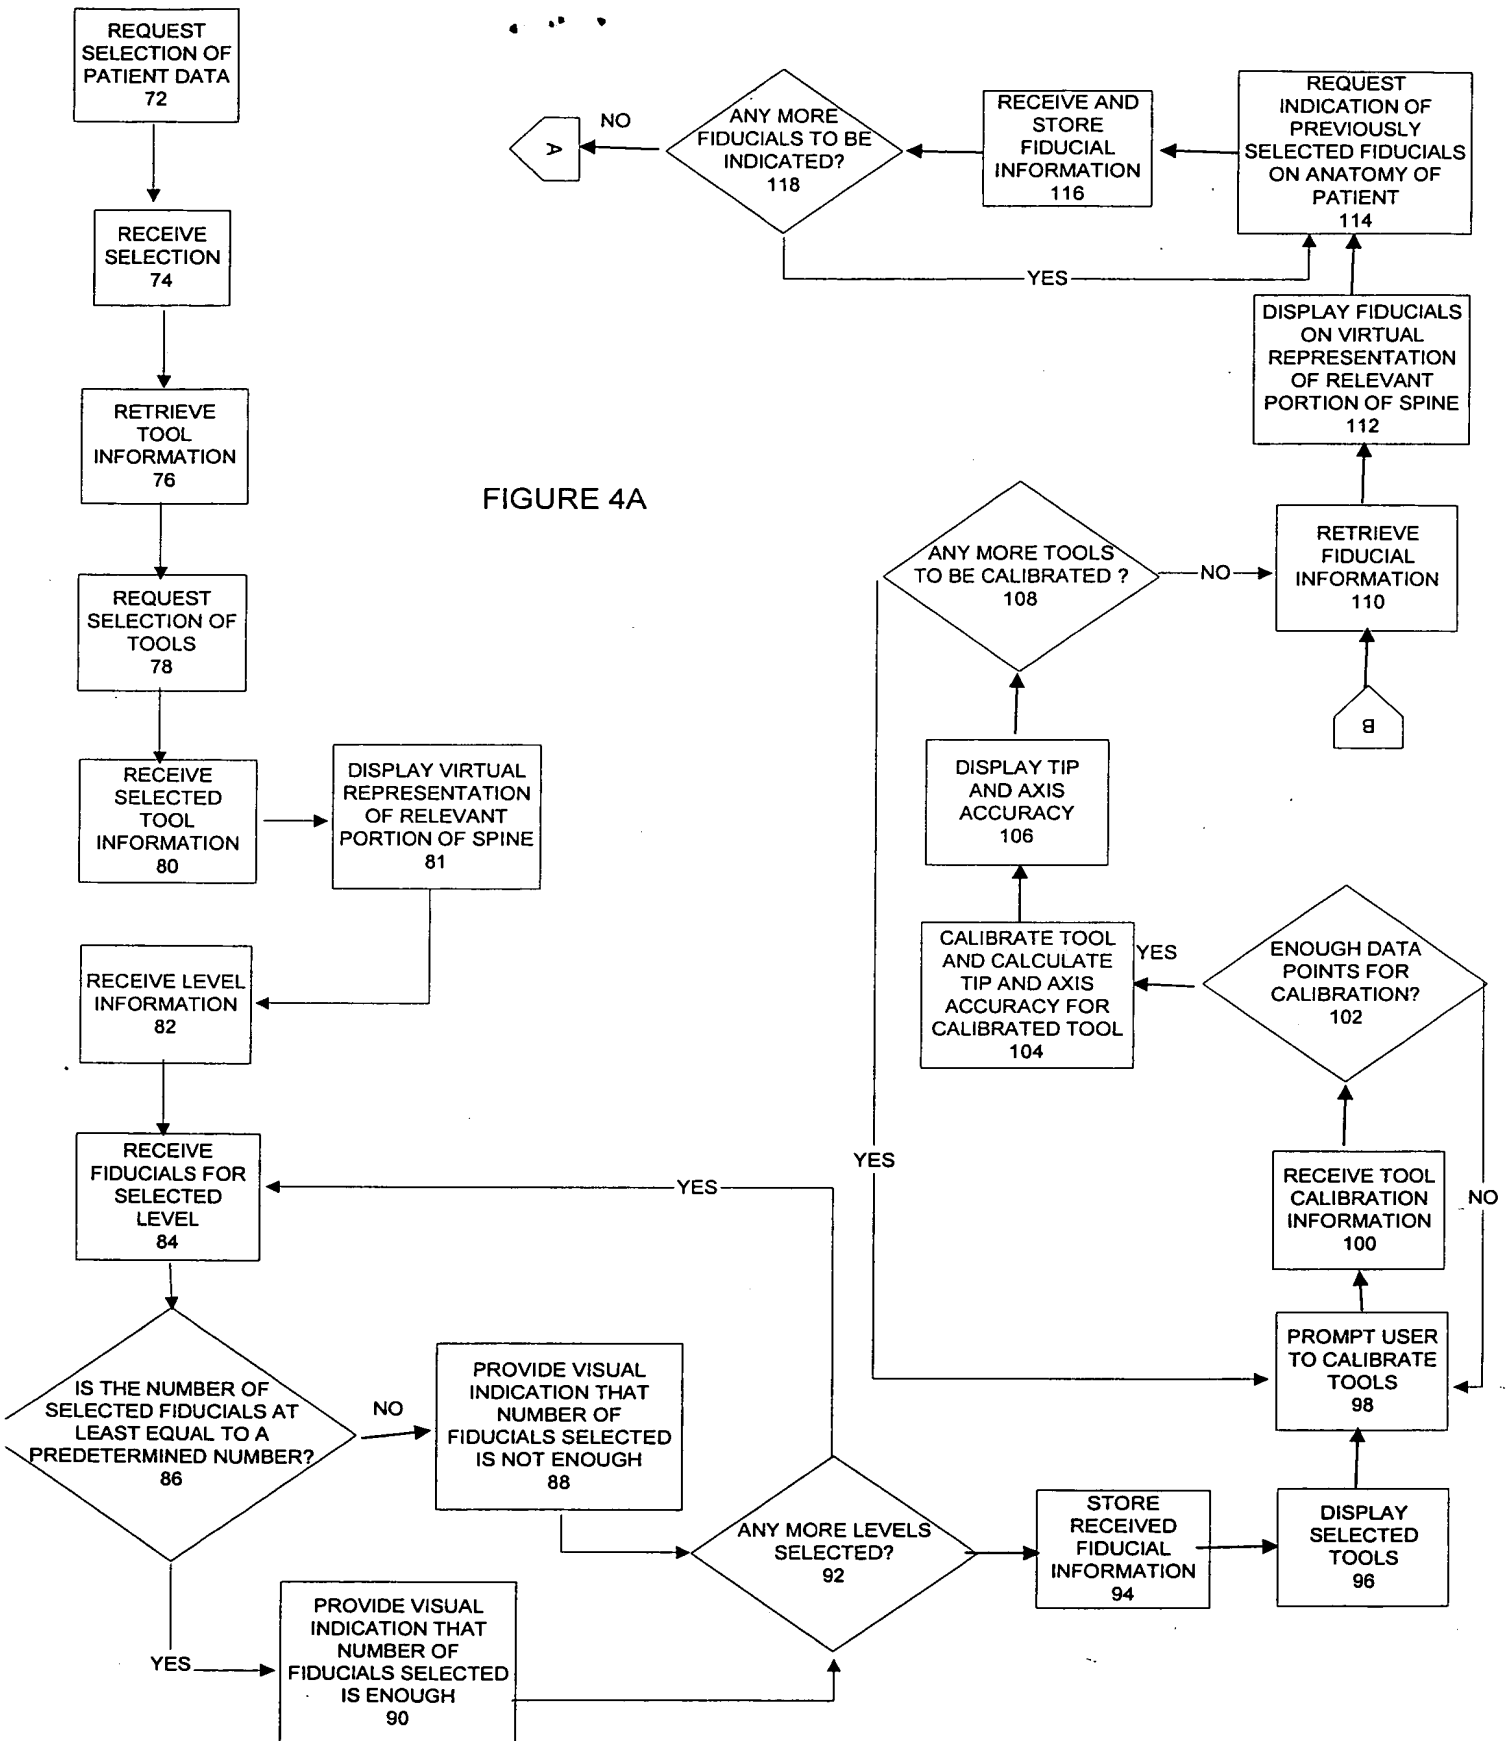 REQUEST
SELECTION OF
PATIENT DATA
72
RECEIVE
SELECTION
74
RETRIEVE
TOOL
INFORMATION
76
REQUEST
SELECTION OF
TOOLS
78
RECEIVE
SELECTED
TOOL
INFORMATION
80
DISPLAY VIRTUAL
REPRESENTATION
OF RELEVANT
PORTION OF SPINE
81
RECEIVE LEVEL
INFORMATION
82
RECEIVE
FIDUCIALS FOR
SELECTED
LEVEL
84
IS THE NUMBER OF
SELECTED FIDUCIALS AT
LEAST EQUAL TO A
PREDETERMINED NUMBER?
86
NO
PROVIDE VISUAL
INDICATION THAT
NUMBER OF
FIDUCIALS SELECTED
IS NOT ENOUGH
88
YES
PROVIDE VISUAL
INDICATION THAT
NUMBER OF
FIDUCIALS SELECTED
IS ENOUGH
90
ANY MORE LEVELS
SELECTED?
92
YES
STORE
RECEIVED
FIDUCIAL
INFORMATION
94
DISPLAY
SELECTED
TOOLS
96
PROMPT USER
TO CALIBRATE
TOOLS
98
RECEIVE TOOL
CALIBRATION
INFORMATION
100
ENOUGH DATA
POINTS FOR
CALIBRATION?
102
NO
YES
CALIBRATE TOOL
AND CALCULATE
TIP AND AXIS
ACCURACY FOR
CALIBRATED TOOL
104
DISPLAY TIP
AND AXIS
ACCURACY
106
ANY MORE TOOLS
TO BE CALIBRATED ?
108
YES
NO
RETRIEVE
FIDUCIAL
INFORMATION
110
B
DISPLAY FIDUCIALS
ON VIRTUAL
REPRESENTATION
OF RELEVANT
PORTION OF SPINE
112
REQUEST
INDICATION OF
PREVIOUSLY
SELECTED FIDUCIALS
ON ANATOMY OF
PATIENT
114
RECEIVE AND
STORE
FIDUCIAL
INFORMATION
116
ANY MORE
FIDUCIALS TO BE
INDICATED?
118
YES
NO
A
FIGURE 4A